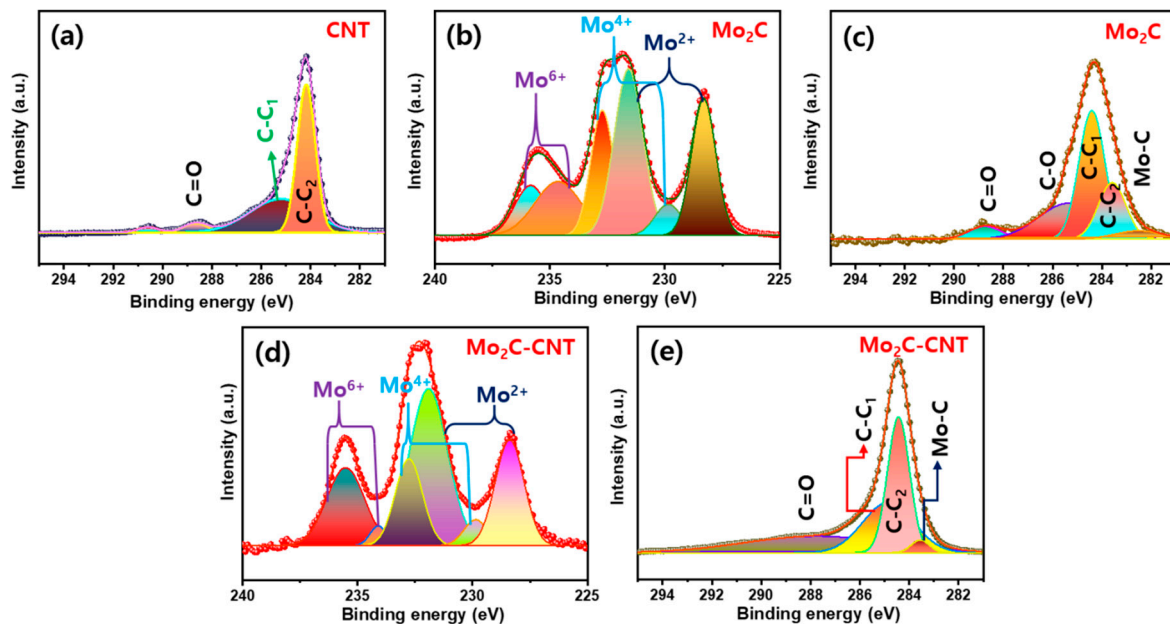 (a)
CNT
C=O
C-C₁
C-C₂
Intensity (a.u.)
294 292 290 288 286 284 282
Binding energy (eV)
(b)
Mo₂C
Mo⁶⁺
Mo⁴⁺
Mo²⁺
Intensity (a.u.)
240 235 230 225
Binding energy (eV)
(c)
Mo₂C
C=O
C-O
C-C₁
C-C₂
Mo-C
Intensity (a.u.)
294 292 290 288 286 284 282
Binding energy (eV)
(d)
Mo₂C-CNT
Mo⁶⁺
Mo⁴⁺
Mo²⁺
Intensity (a.u.)
240 235 230 225
Binding energy (eV)
(e)
Mo₂C-CNT
C=O
C-C₁
C-C₂
Mo-C
Intensity (a.u.)
294 292 290 288 286 284 282
Binding energy (eV)